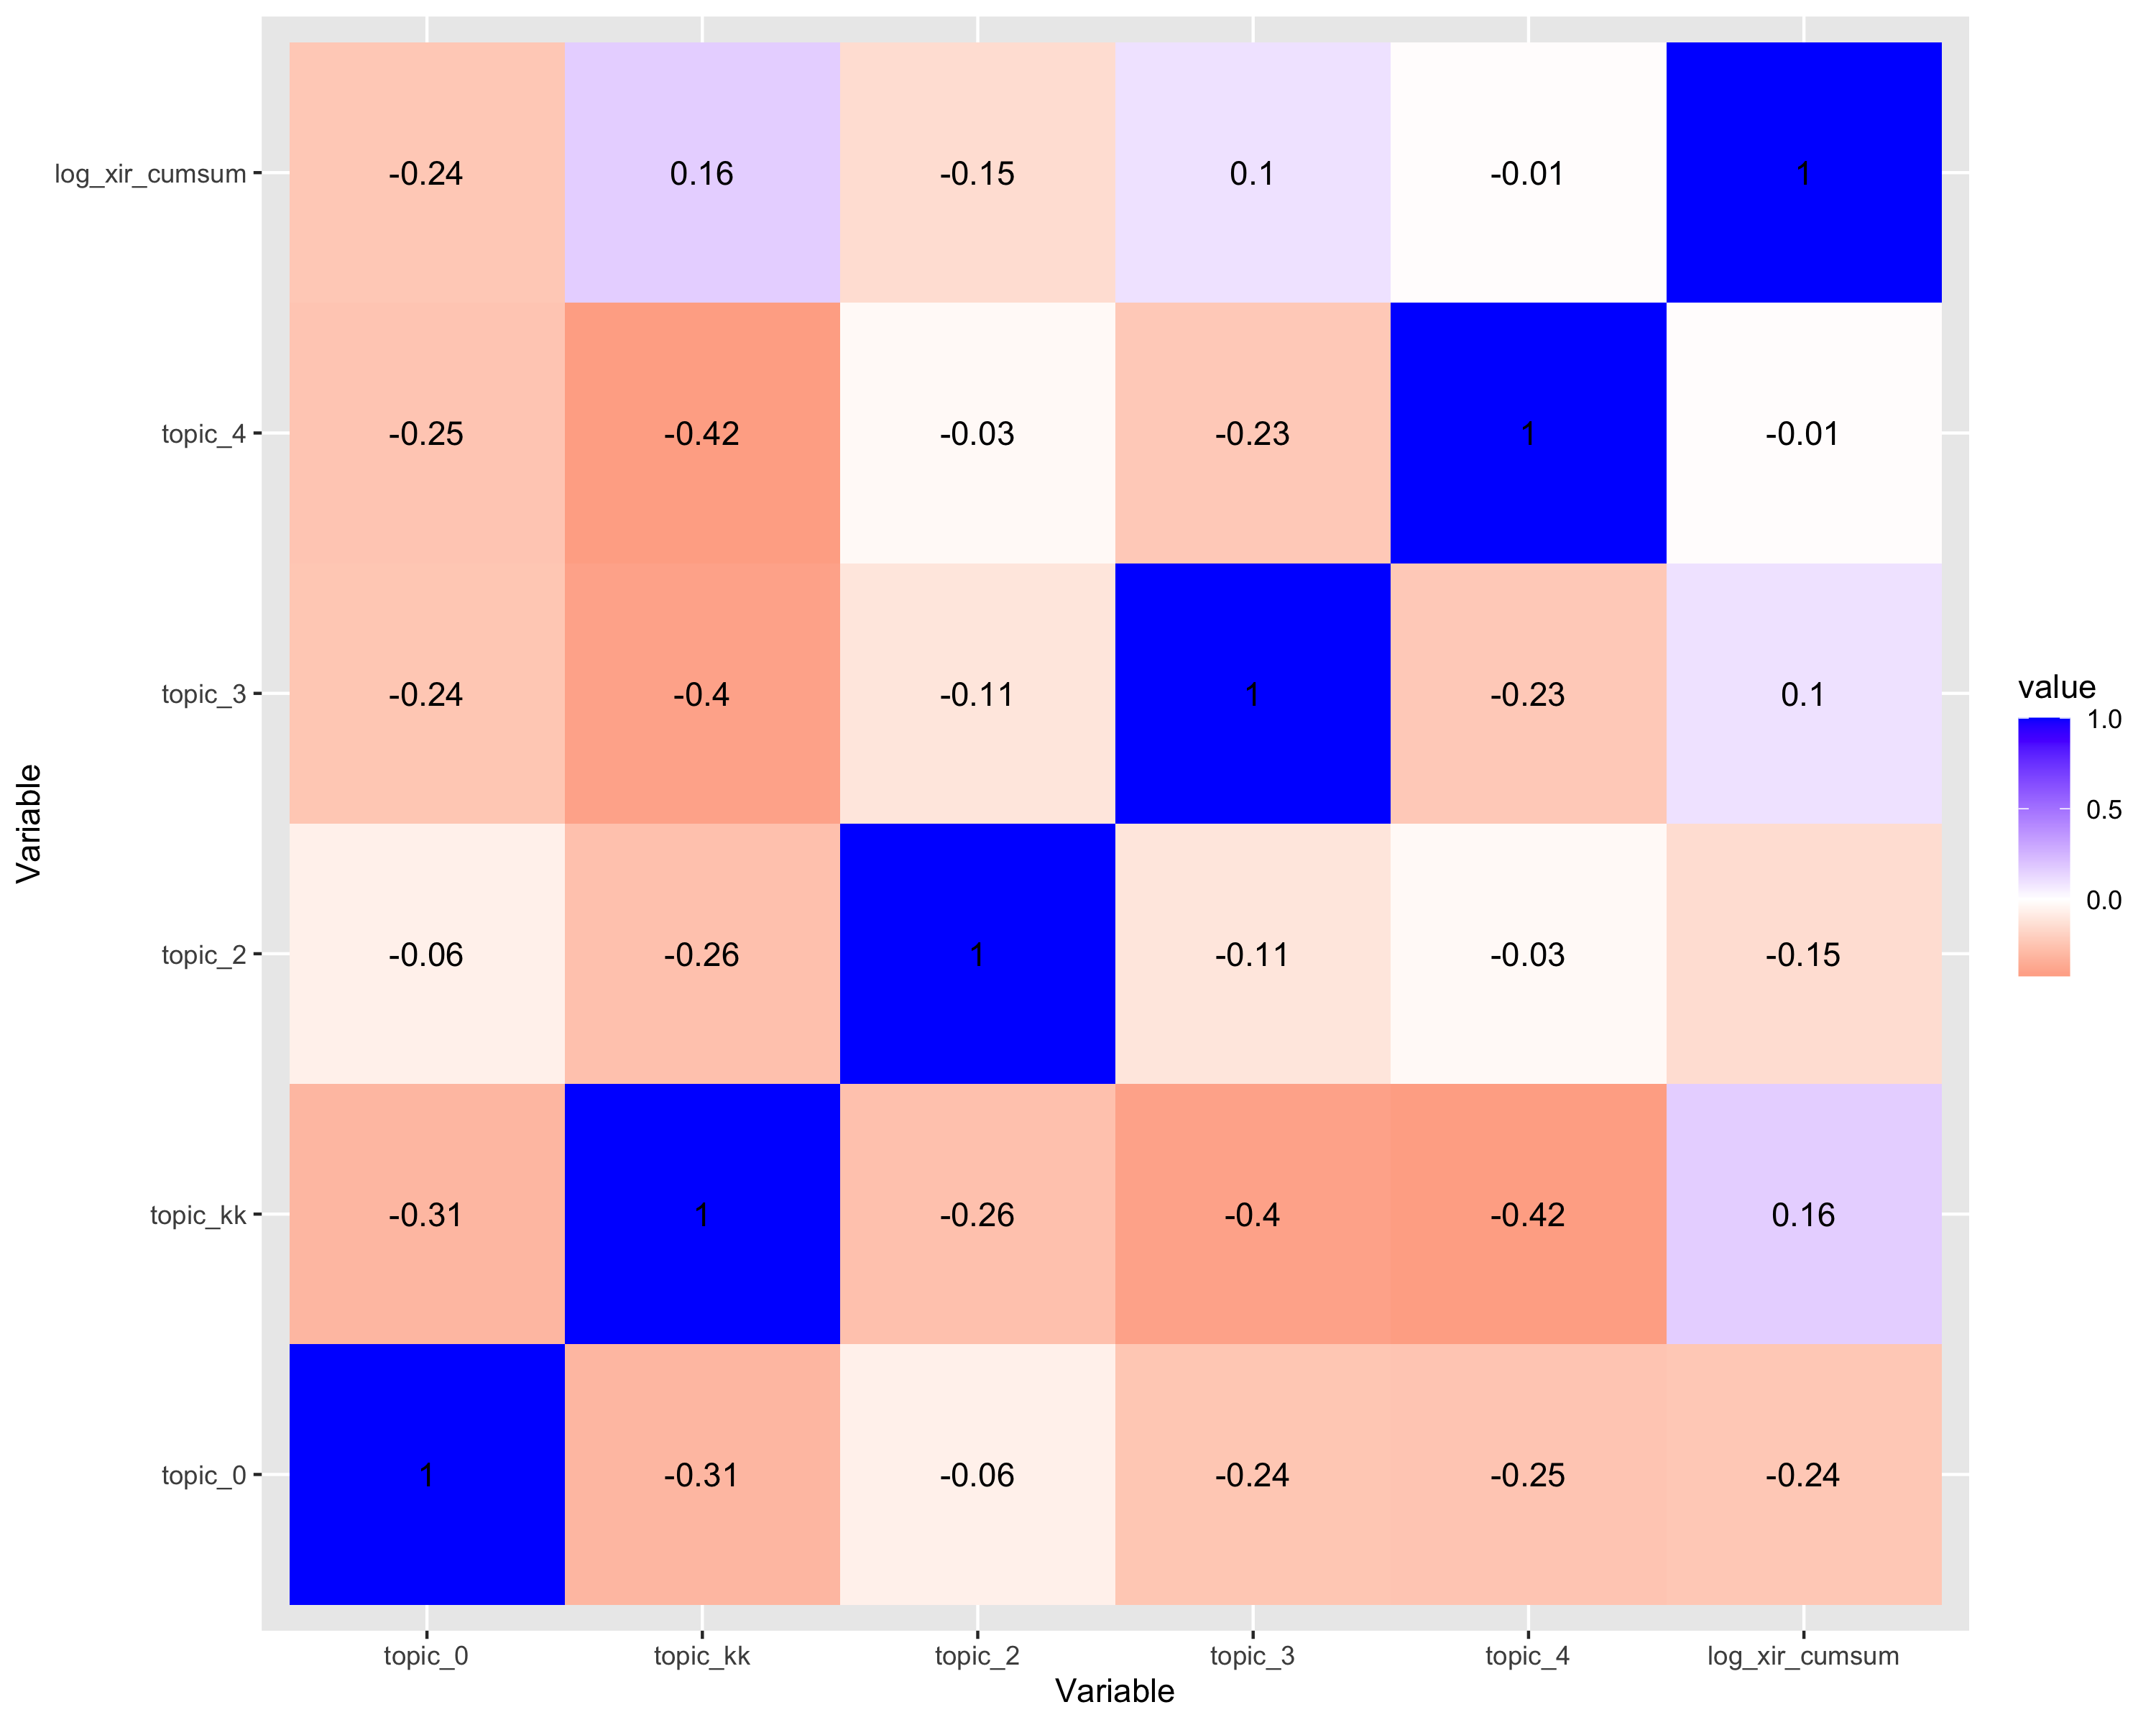 log_xir_cumsum -0.24 0.16 -0.15 0.1 -0.01 1
topic_4 -0.25 -0.42 -0.03 -0.23 1 -0.01
topic_3 -0.24 -0.4 -0.11 1 -0.23 0.1
topic_2 -0.06 -0.26 1 -0.11 -0.03 -0.15
topic_kk -0.31 1 -0.26 -0.4 -0.42 0.16
topic_0 1 -0.31 -0.06 -0.24 -0.25 -0.24
topic_0 topic_kk topic_2 topic_3 topic_4 log_xir_cumsum
Variable
Variable
value
1.0
0.5
0.0